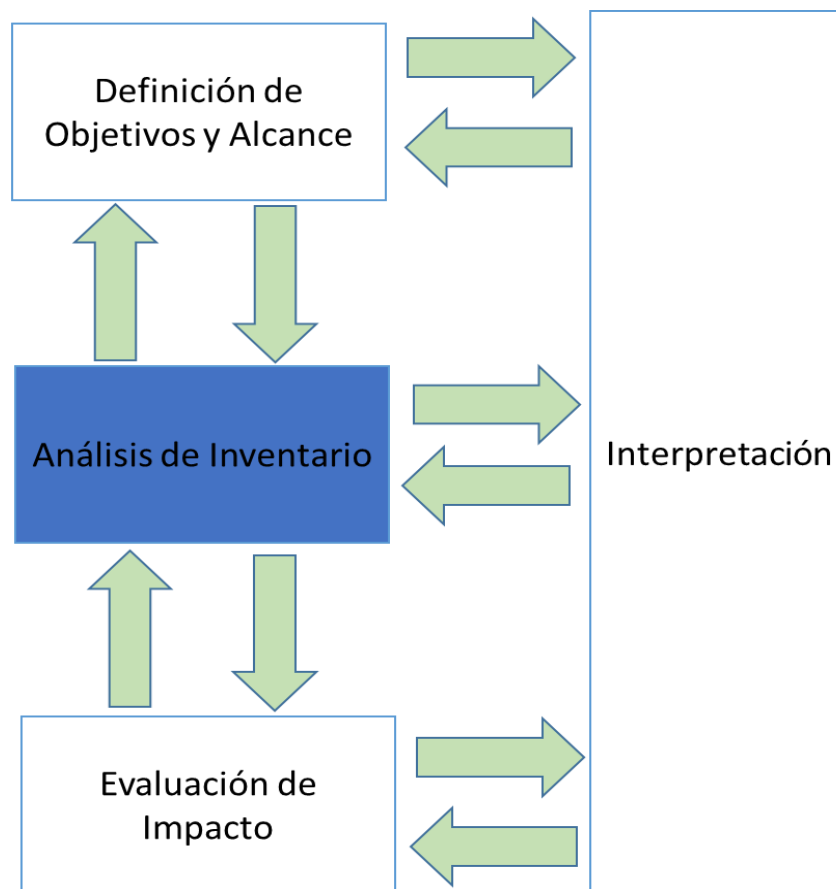 Definición de
Objetivos y Alcance
Análisis de Inventario
Interpretación
Evaluación de
Impacto